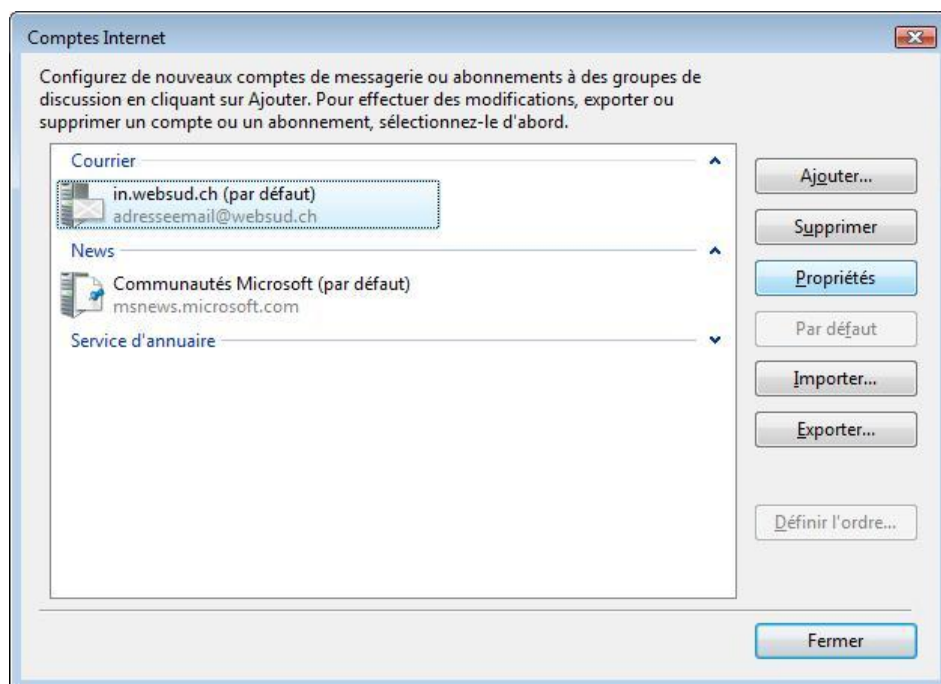 Comptes Internet
Configurez de nouveaux comptes de messagerie ou abonnements à des groupes de
discussion en cliquant sur Ajouter. Pour effectuer des modifications, exporter ou
supprimer un compte ou un abonnement, sélectionnez-le d'abord.
Courrier
in.websud.ch (par défaut)
adresseemail@websud.ch
News
Communautés Microsoft (par défaut)
msnews.microsoft.com
Service d'annuaire
Ajouter...
Supprimer
Propriétés
Par défaut
Importer...
Exporter...
Définir l'ordre...
Fermer